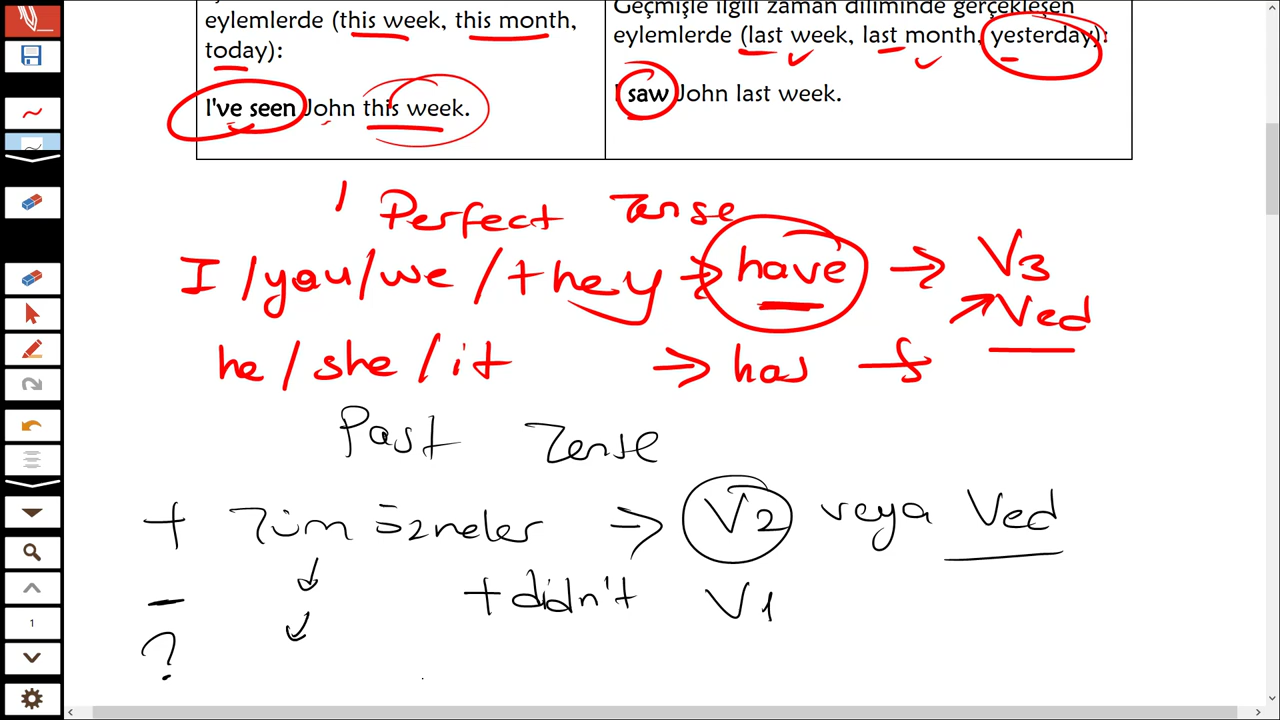 eylemlerde (this week, this month,
today):
I've seen John this week.
Geçmişle ilgili zaman diliminde gerçekleşen
eylemlerde (last week, last month, yesterday):
I saw John last week.
Perfect Tense
I / you / we / they → have → V3
Ved
he / she / it → has →
Past Tense
+ Tüm özneler → V2 veya Ved
- + didn't V1
?
1